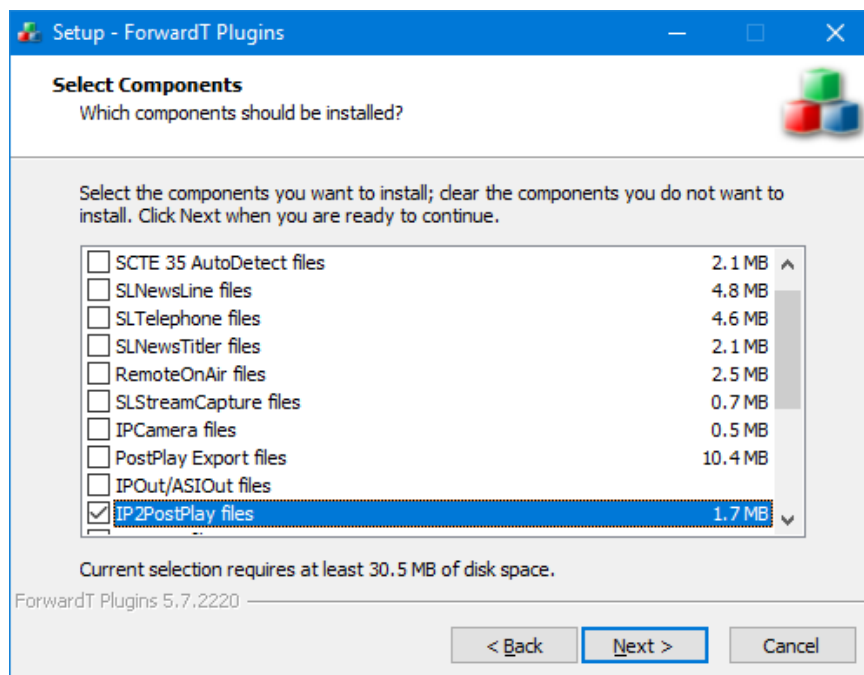 Setup - ForwardT Plugins
Select Components
Which components should be installed?
Select the components you want to install; clear the components you do not want to
install. Click Next when you are ready to continue.
SCTE 35 AutoDetect files 2.1 MB
SLNewsLine files 4.8 MB
SLTelephone files 4.6 MB
SLNewsTitler files 2.1 MB
RemoteOnAir files 2.5 MB
SLStreamCapture files 0.7 MB
IPCamera files 0.5 MB
PostPlay Export files 10.4 MB
IPOut/ASIOut files
IP2PostPlay files 1.7 MB
Current selection requires at least 30.5 MB of disk space.
ForwardT Plugins 5.7.2220
< Back Next > Cancel